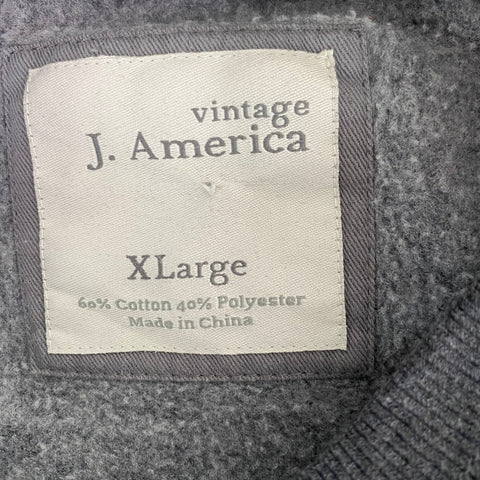 vintage
J. America
XLarge
60% Cotton 40% Polyester
Made in China